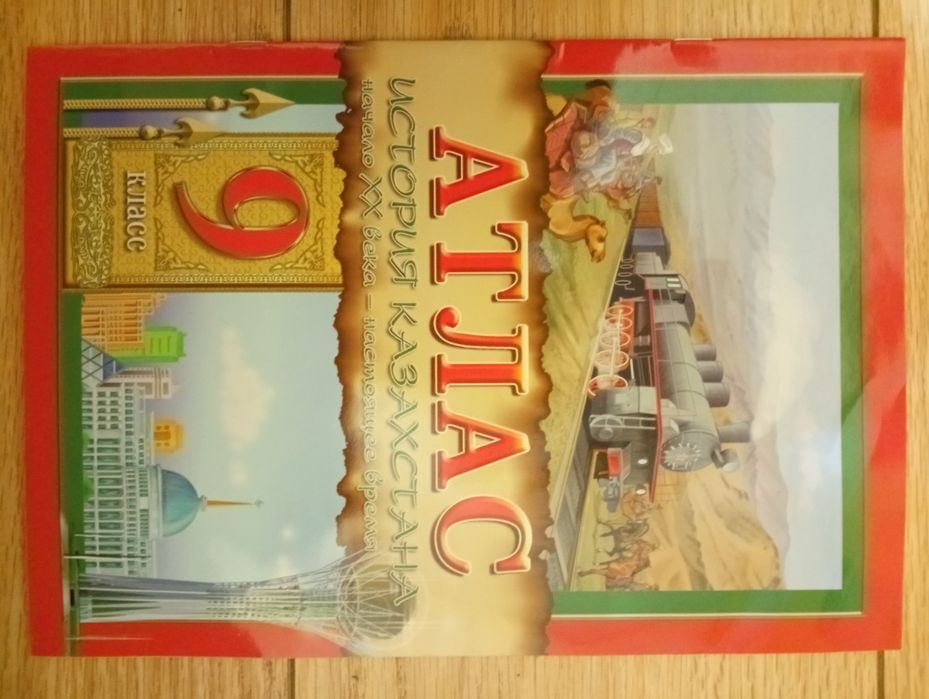 АТЛАС
ИСТОРИЯ КАЗАХСТАНА
начало XX века – настоящее время
9
класс